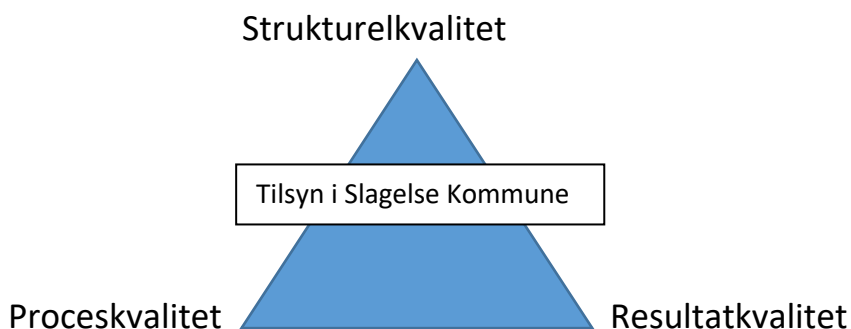 Strukturelkvalitet
Tilsyn i Slagelse Kommune
Proceskvalitet
Resultatkvalitet